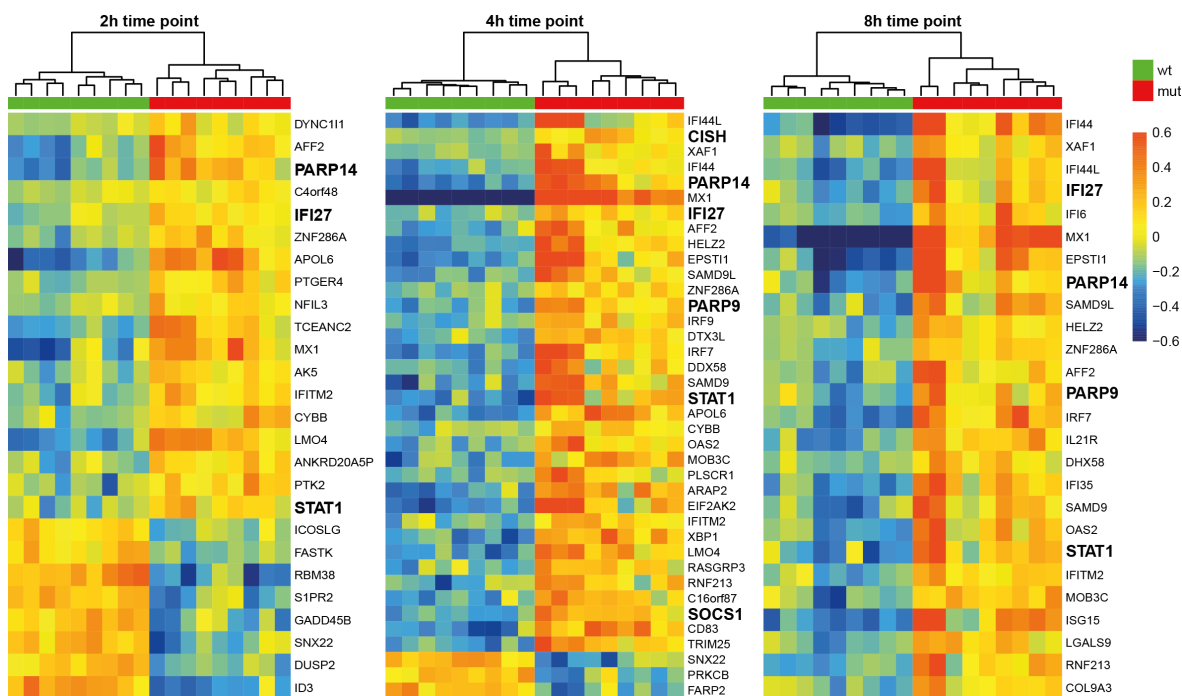 2h time point
DYNC1I1
AFF2
PARP14
C4orf48
IFI27
ZNF286A
APOL6
PTGER4
NFIL3
TCEANC2
MX1
AK5
IFITM2
CYBB
LMO4
ANKRD20A5P
PTK2
STAT1
ICOSLG
FASTK
RBM38
S1PR2
GADD45B
SNX22
DUSP2
ID3
4h time point
IFI44L
CISH
XAF1
IFI44
PARP14
MX1
IFI27
AFF2
HELZ2
EPSTI1
SAMD9L
ZNF286A
PARP9
IRF9
DTX3L
IRF7
DDX58
SAMD9
STAT1
APOL6
CYBB
OAS2
MOB3C
PLSCR1
ARAP2
EIF2AK2
IFITM2
XBP1
LMO4
RASGRP3
RNF213
C16orf87
SOCS1
CD83
TRIM25
SNX22
PRKCB
FARP2
8h time point
IFI44
XAF1
IFI44L
IFI27
IFI6
MX1
EPSTI1
PARP14
SAMD9L
HELZ2
ZNF286A
AFF2
PARP9
IRF7
IL21R
DHX58
IFI35
SAMD9
OAS2
STAT1
IFITM2
MOB3C
ISG15
LGALS9
RNF213
COL9A3
wt
mut
0.6
0.4
0.2
0
−0.2
−0.4
−0.6